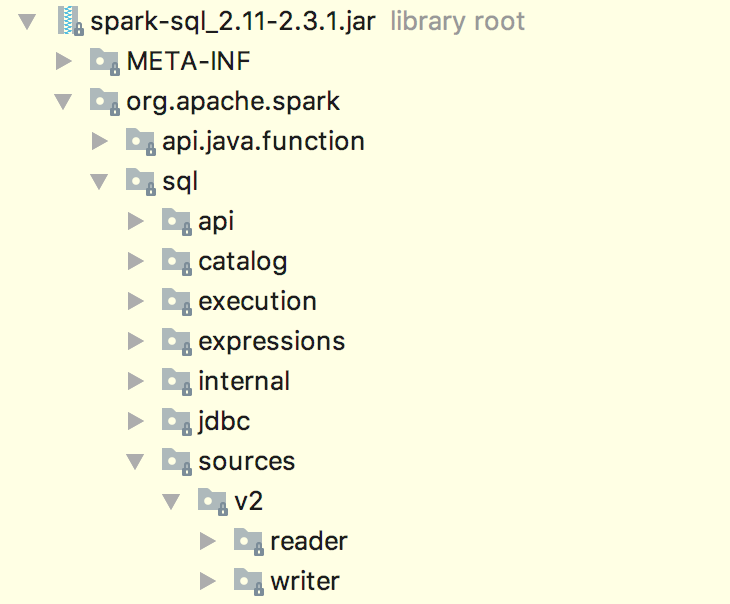 spark-sql_2.11-2.3.1.jar library root
META-INF
org.apache.spark
api.java.function
sql
api
catalog
execution
expressions
internal
jdbc
sources
v2
reader
writer